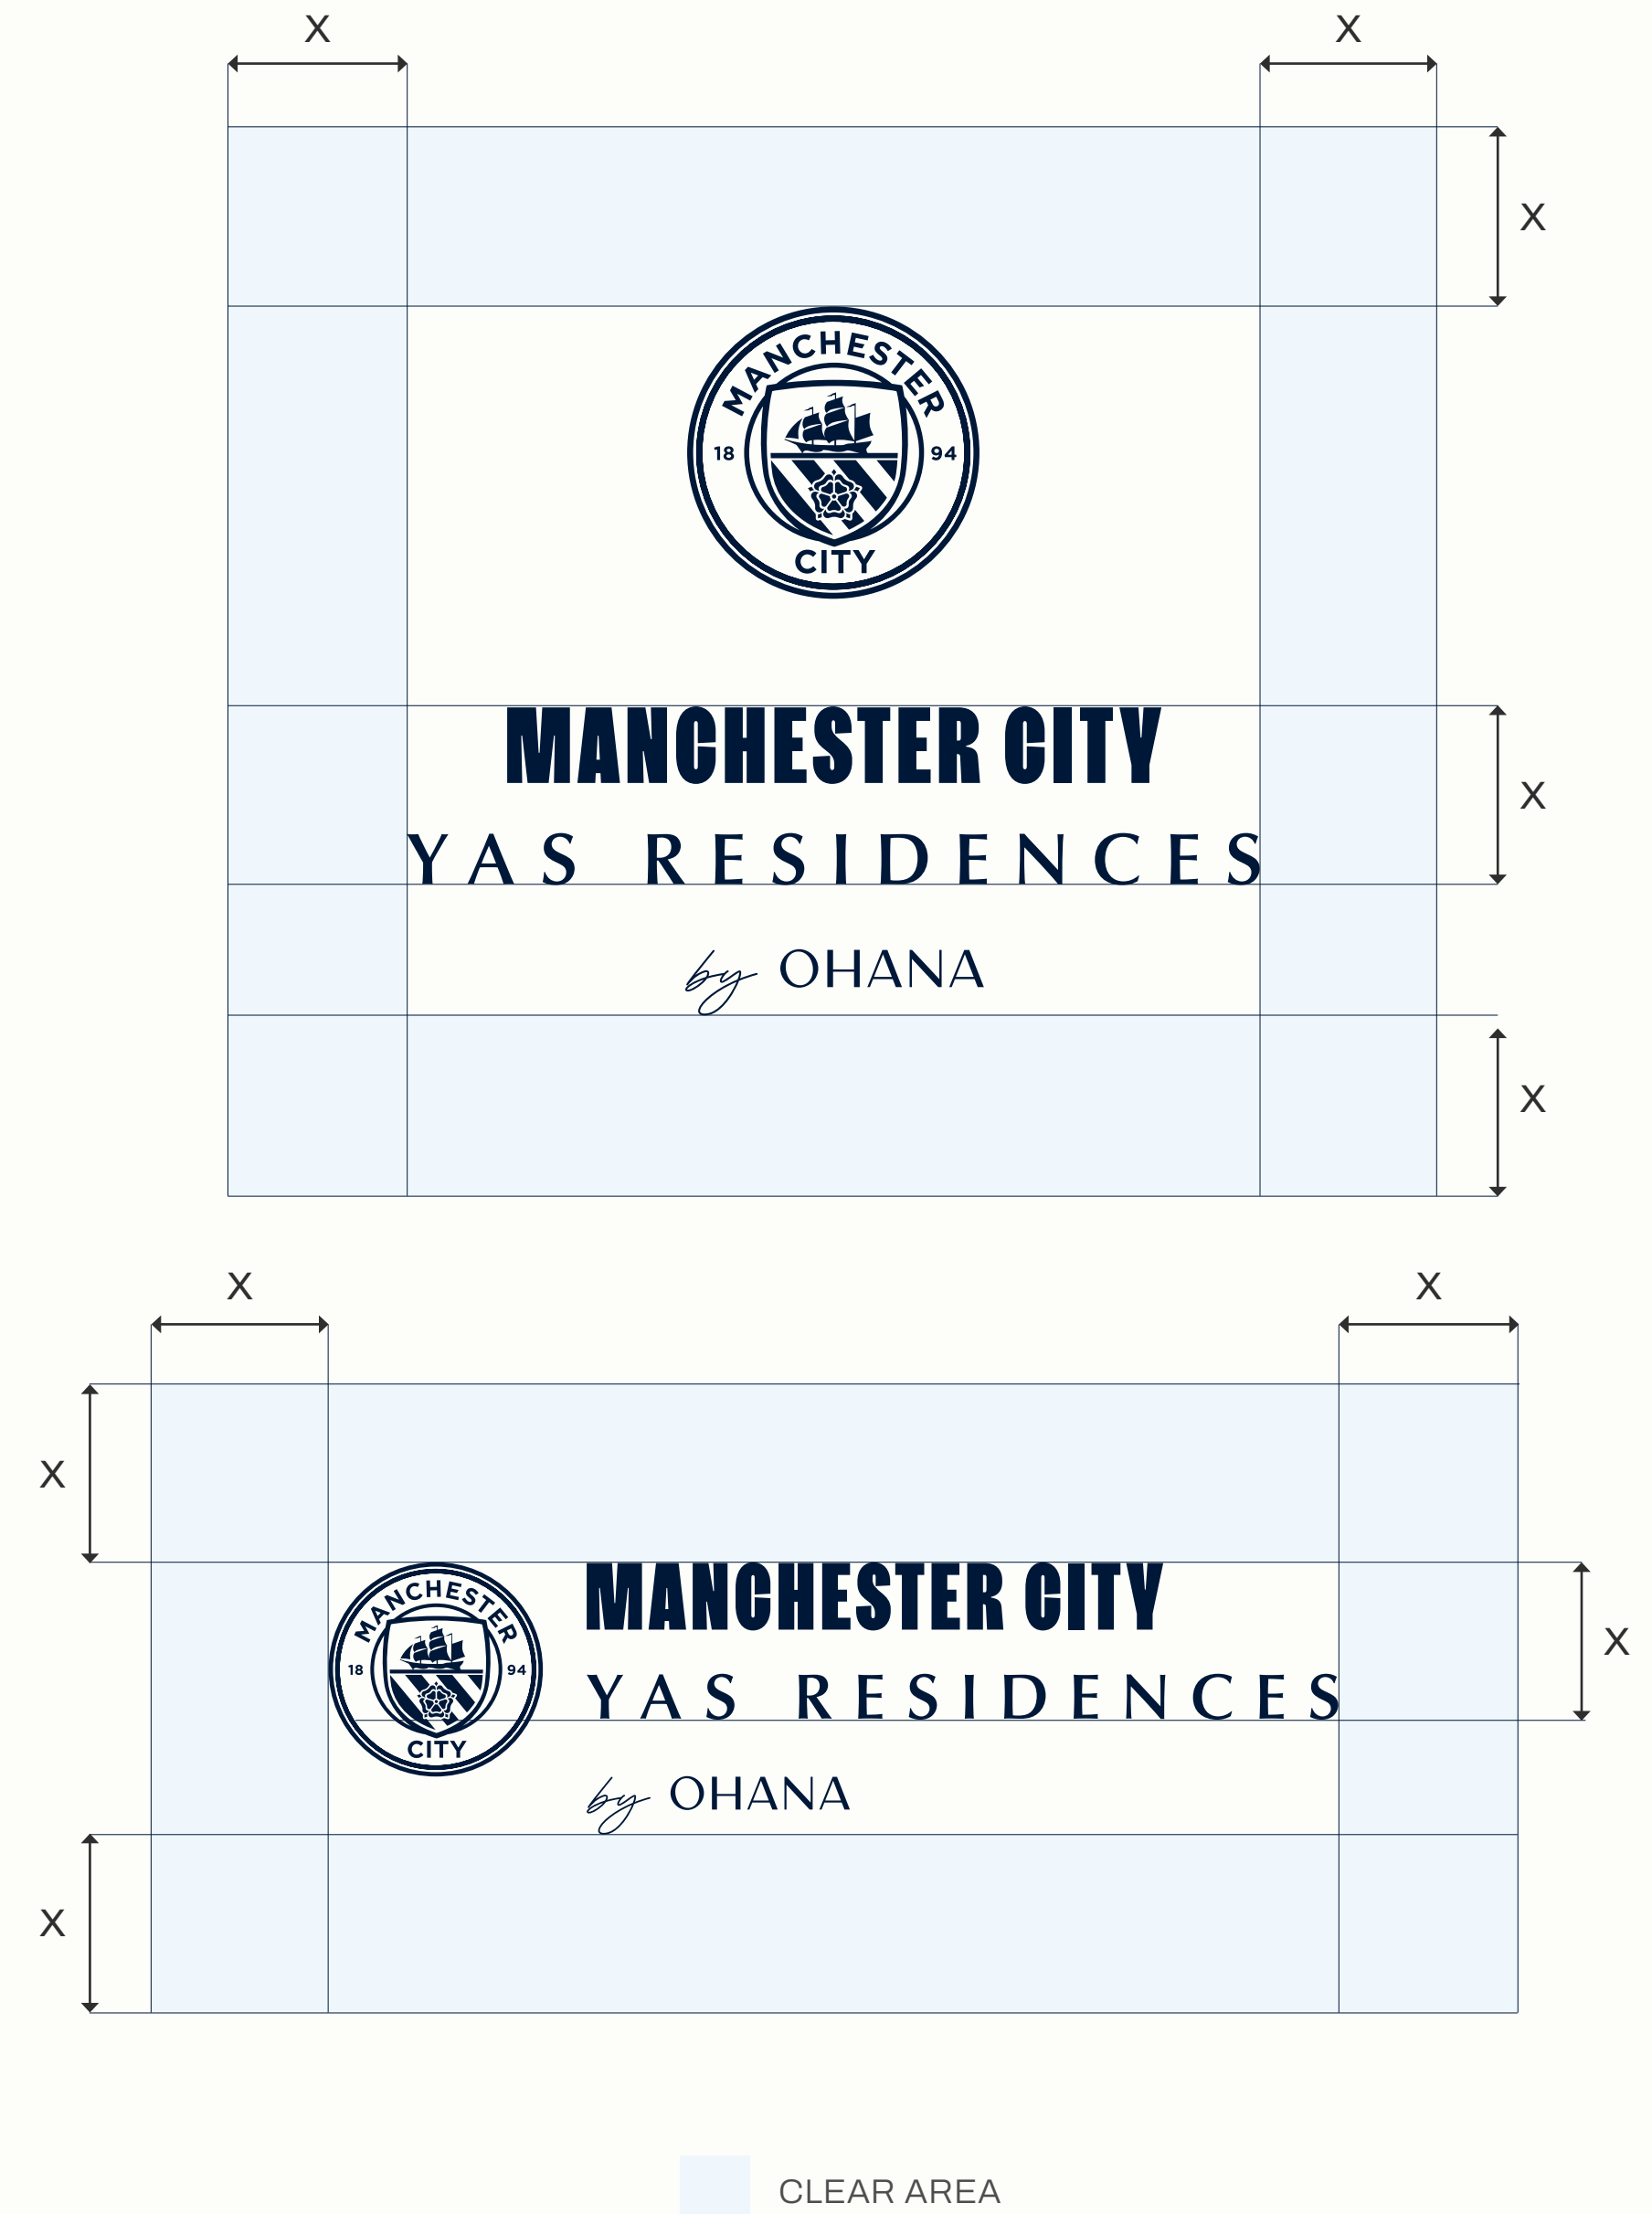 X X
X
MANCHESTER
18 94
CITY
MANCHESTER CITY
X
YAS RESIDENCES
by OHANA
X
X X
X
MANCHESTER CITY
X
MANCHESTER
18 94
CITY
YAS RESIDENCES
by OHANA
X
CLEAR AREA